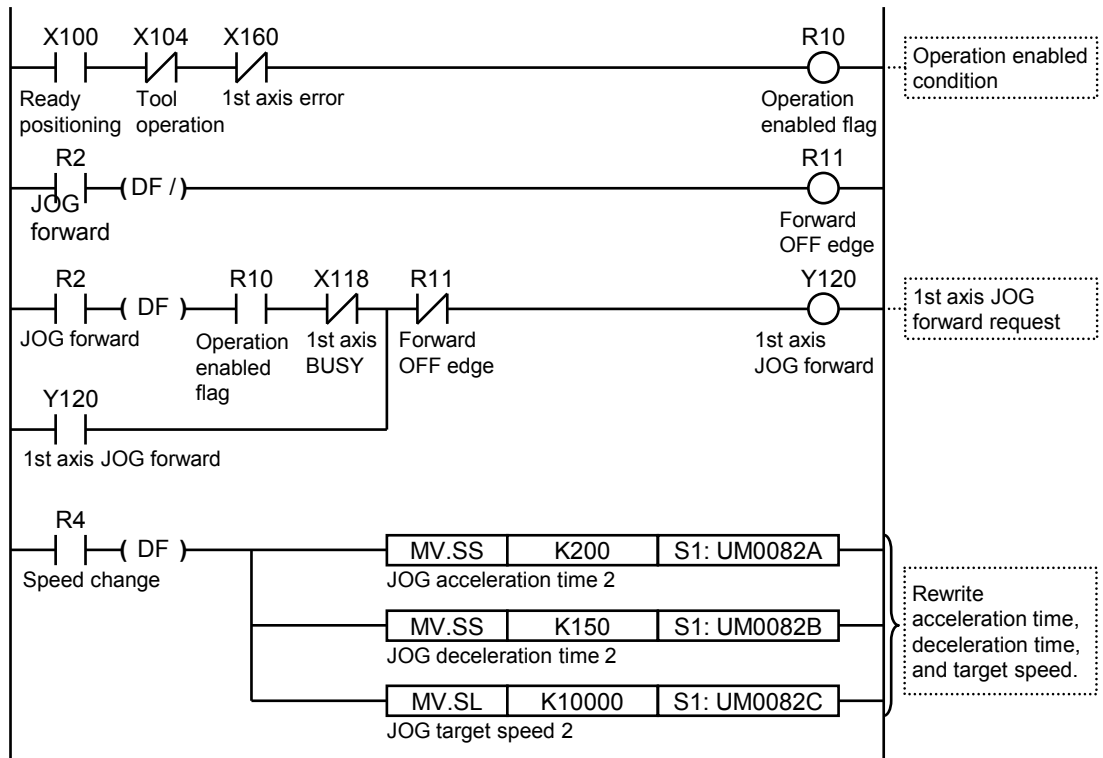 X100 X104 X160 R10
Ready positioning
Tool operation
1st axis error
Operation enabled flag
Operation enabled condition
R2 R11
( DF / )
JOG forward
Forward OFF edge
R2 R10 X118 R11 Y120
( DF )
JOG forward
Operation enabled flag
1st axis BUSY
Forward OFF edge
1st axis JOG forward
1st axis JOG forward request
Y120
1st axis JOG forward
R4
( DF )
Speed change
MV.SS K200 S1: UM0082A
JOG acceleration time 2
MV.SS K150 S1: UM0082B
JOG deceleration time 2
MV.SL K10000 S1: UM0082C
JOG target speed 2
Rewrite
acceleration time,
deceleration time,
and target speed.